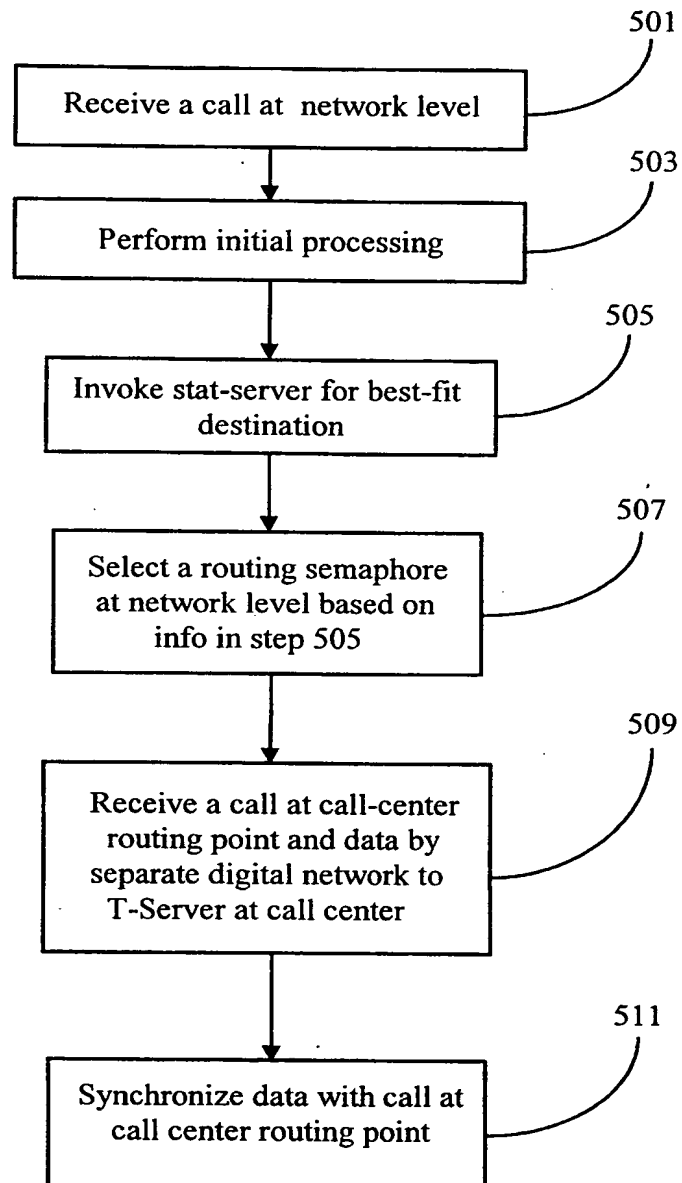 501
Receive a call at network level
503
Perform initial processing
505
Invoke stat-server for best-fit
destination
507
Select a routing semaphore
at network level based on
info in step 505
509
Receive a call at call-center
routing point and data by
separate digital network to
T-Server at call center
511
Synchronize data with call at
call center routing point